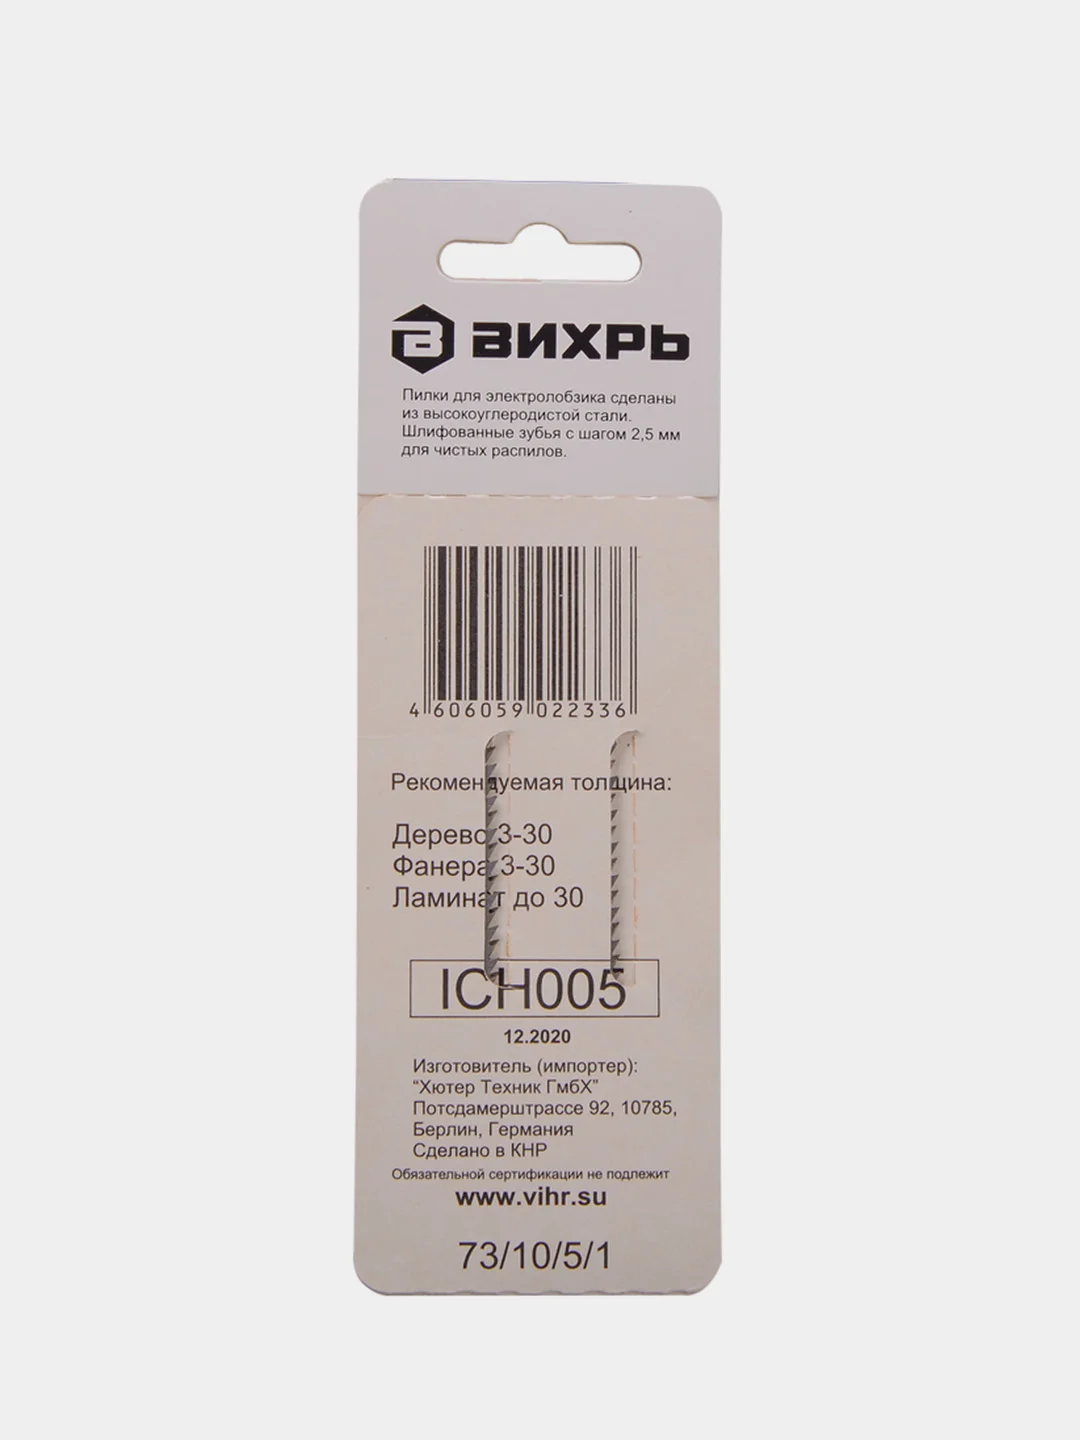 ВИХРЬ
Пилки для электролобзика сделаны
из высокоуглеродистой стали.
Шлифованные зубья с шагом 2,5 мм
для чистых распилов.
4 606059 022336
Рекомендуемая толщина:
Дерево 3-30
Фанера 3-30
Ламинат до 30
ICH005
12.2020
Изготовитель (импортер):
“Хютер Техник ГмбХ”
Потсдамерштрассе 92, 10785,
Берлин, Германия
Сделано в КНР
Обязательной сертификации не подлежит
www.vihr.su
73/10/5/1